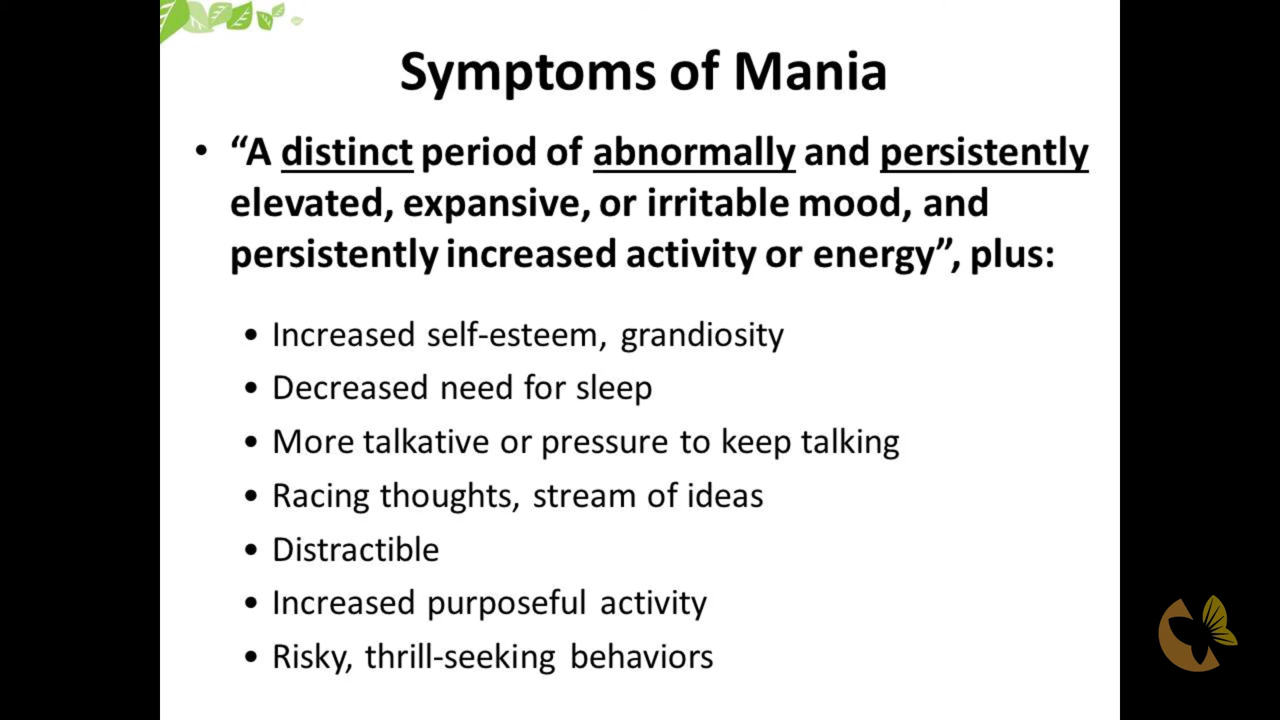 Symptoms of Mania
• “A distinct period of abnormally and persistently
elevated, expansive, or irritable mood, and
persistently increased activity or energy”, plus:
• Increased self-esteem, grandiosity
• Decreased need for sleep
• More talkative or pressure to keep talking
• Racing thoughts, stream of ideas
• Distractible
• Increased purposeful activity
• Risky, thrill-seeking behaviors